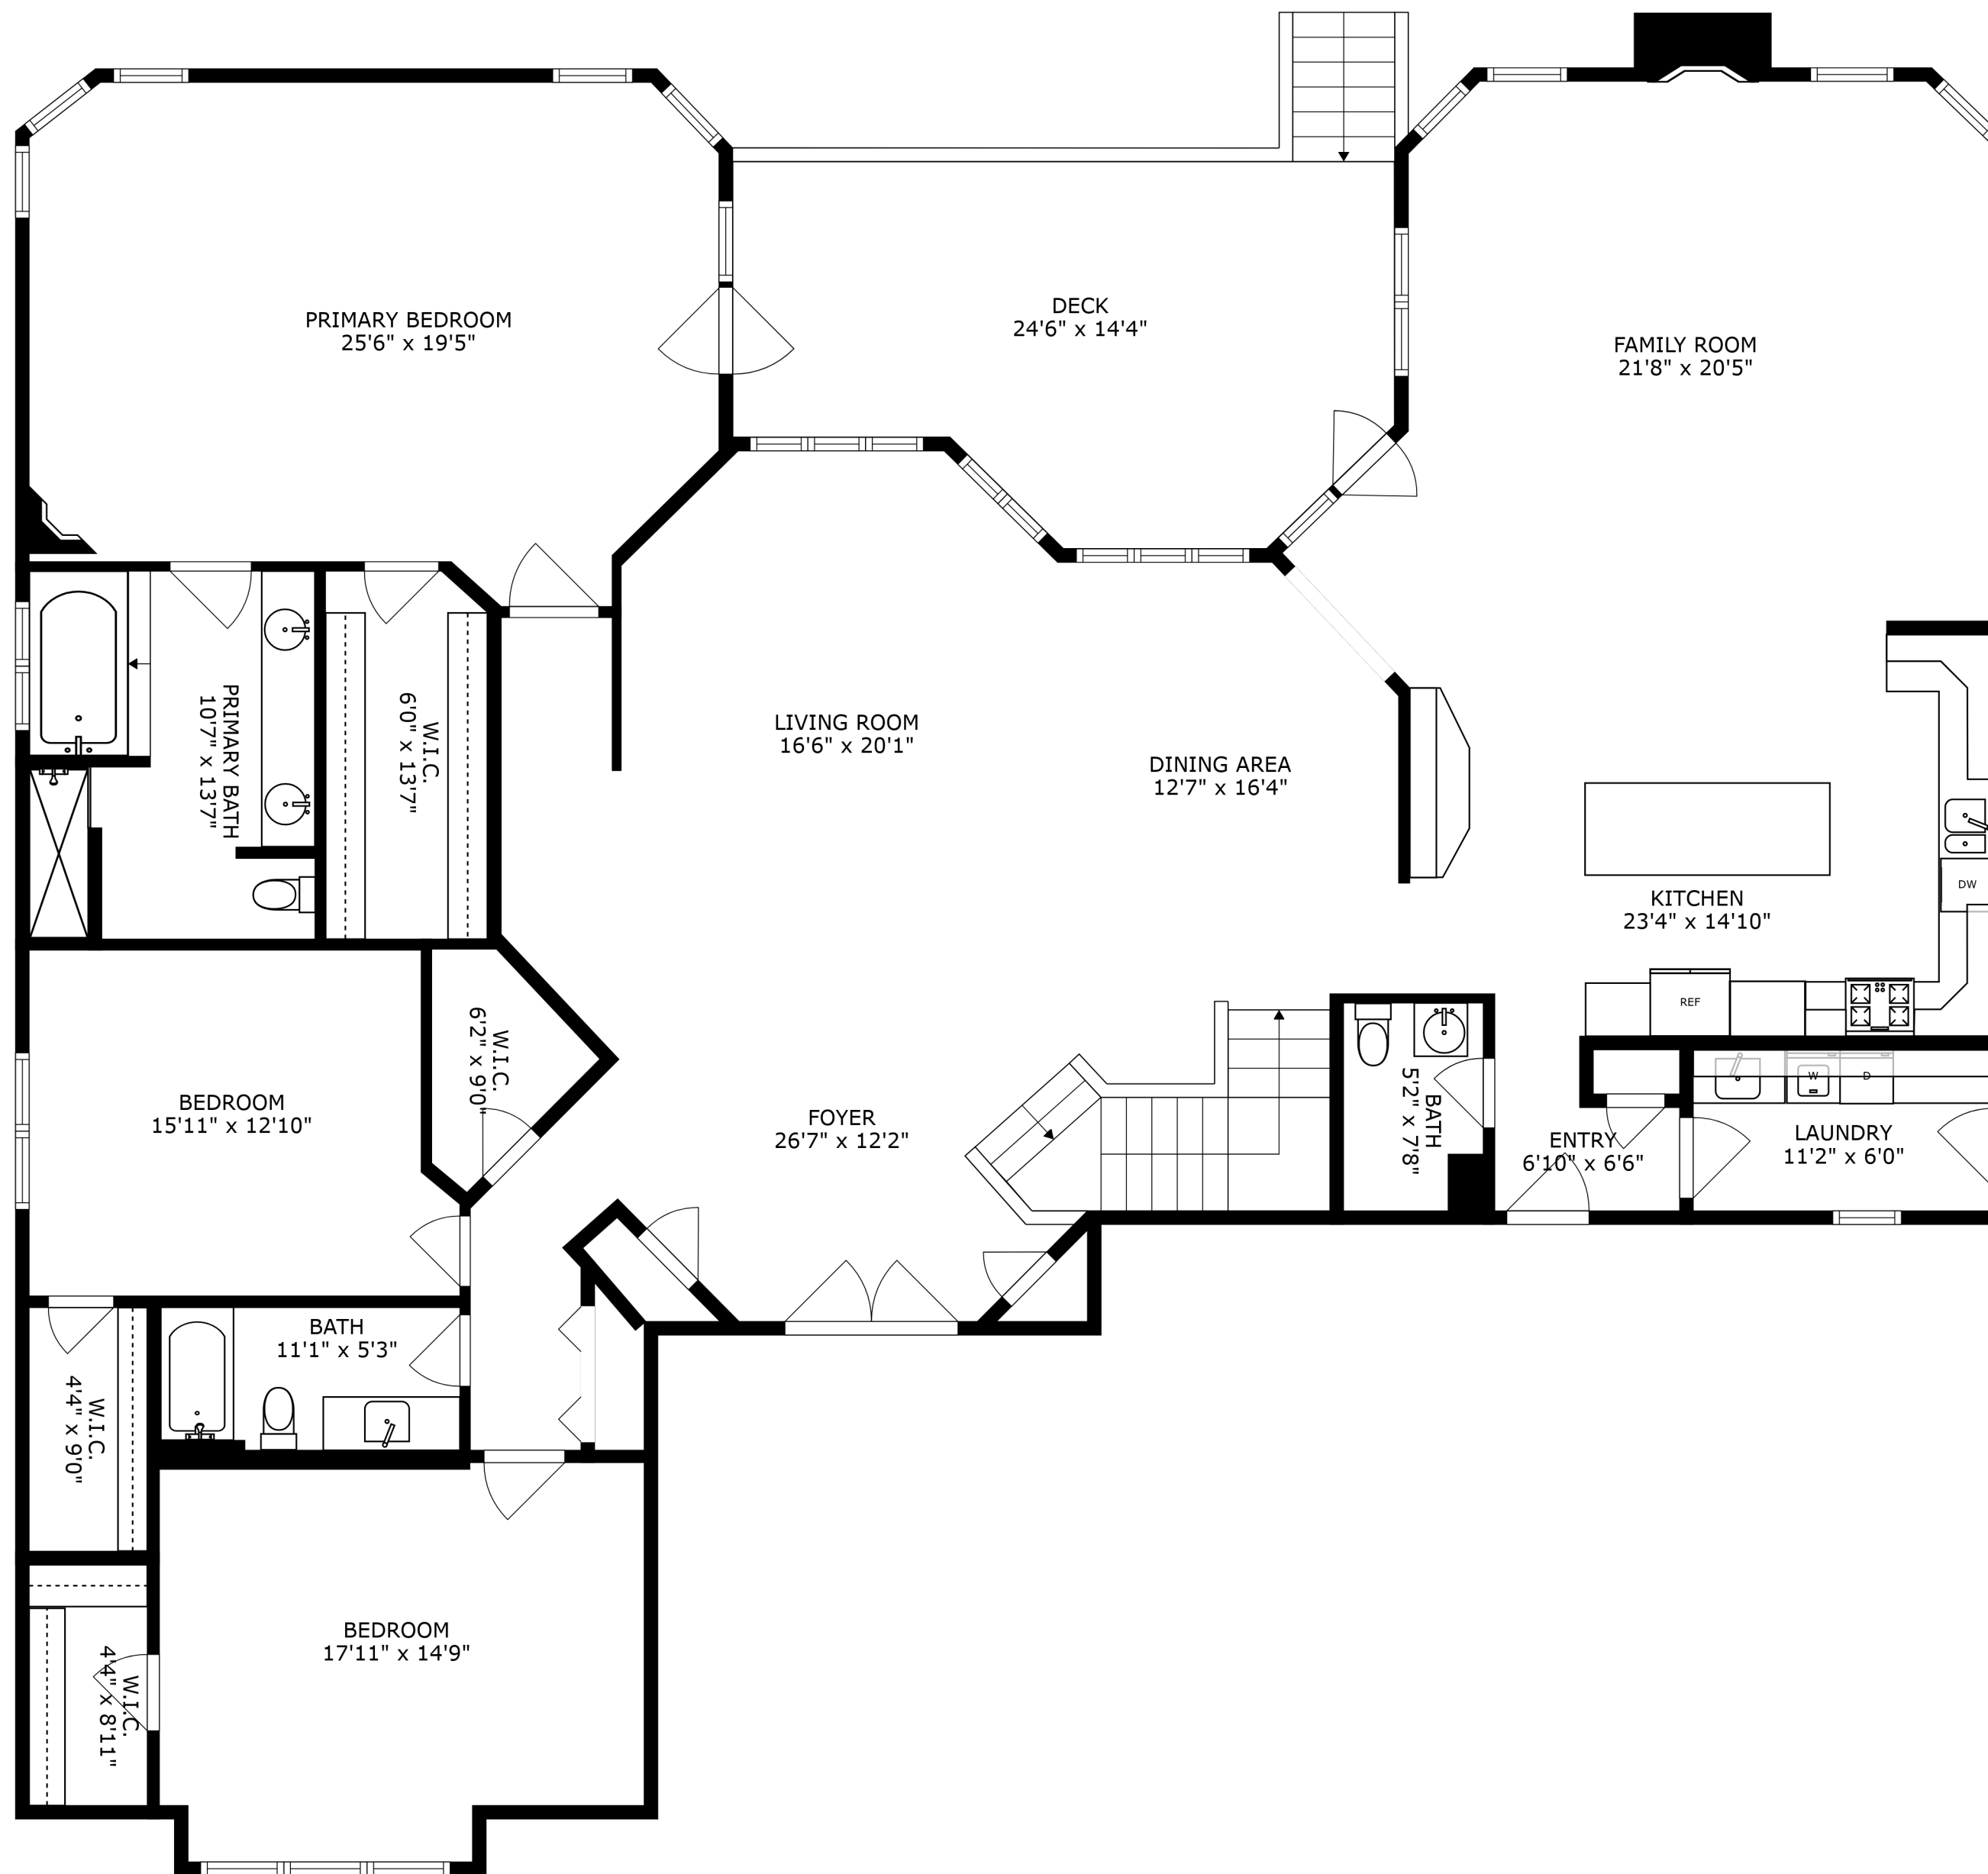 DECK
24'6" x 14'4"
PRIMARY BEDROOM
25'6" x 19'5"
FAMILY ROOM
21'8" x 20'5"
PRIMARY BATH
10'7" x 13'7"
W.I.C.
6'0" x 13'7"
LIVING ROOM
16'6" x 20'1"
DINING AREA
12'7" x 16'4"
DW
KITCHEN
23'4" x 14'10"
REF
W.I.C.
6'2" x 9'0"
BEDROOM
15'11" x 12'10"
FOYER
26'7" x 12'2"
BATH
5'2" x 7'8"
ENTRY
6'10" x 6'6"
W
D
LAUNDRY
11'2" x 6'0"
BATH
11'1" x 5'3"
W.I.C.
4'4" x 9'0"
BEDROOM
17'11" x 14'9"
W.I.C.
4'4" x 8'11"